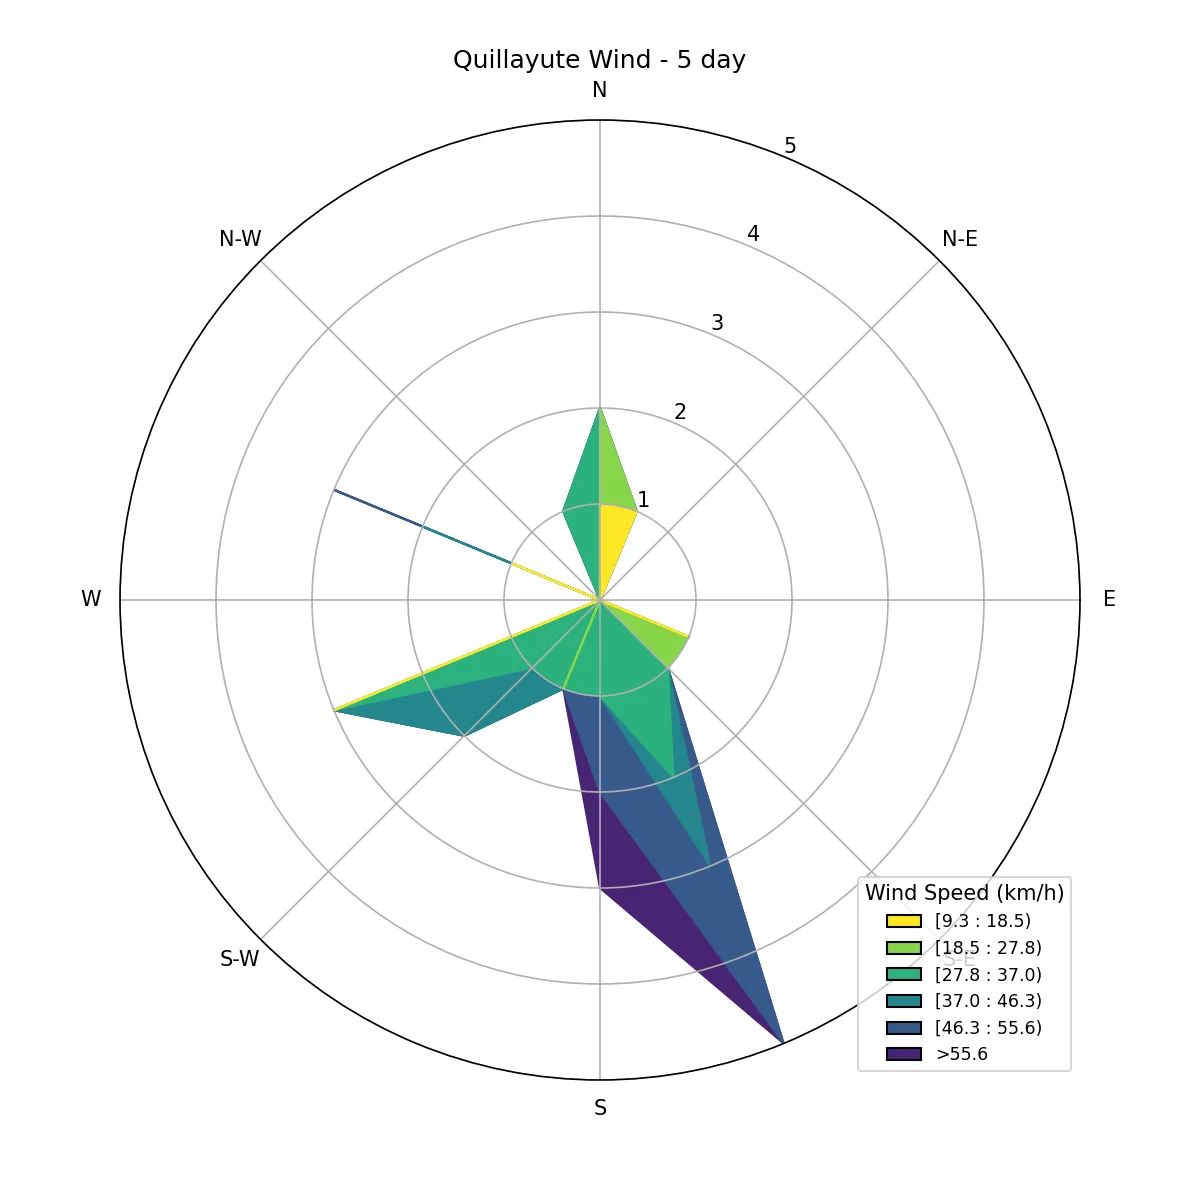 Quillayute Wind - 5 day
N
5
N-W
4
N-E
3
2
1
W
E
S-W
S-E
S
Wind Speed (km/h)
[9.3 : 18.5)
[18.5 : 27.8)
[27.8 : 37.0)
[37.0 : 46.3)
[46.3 : 55.6)
>55.6